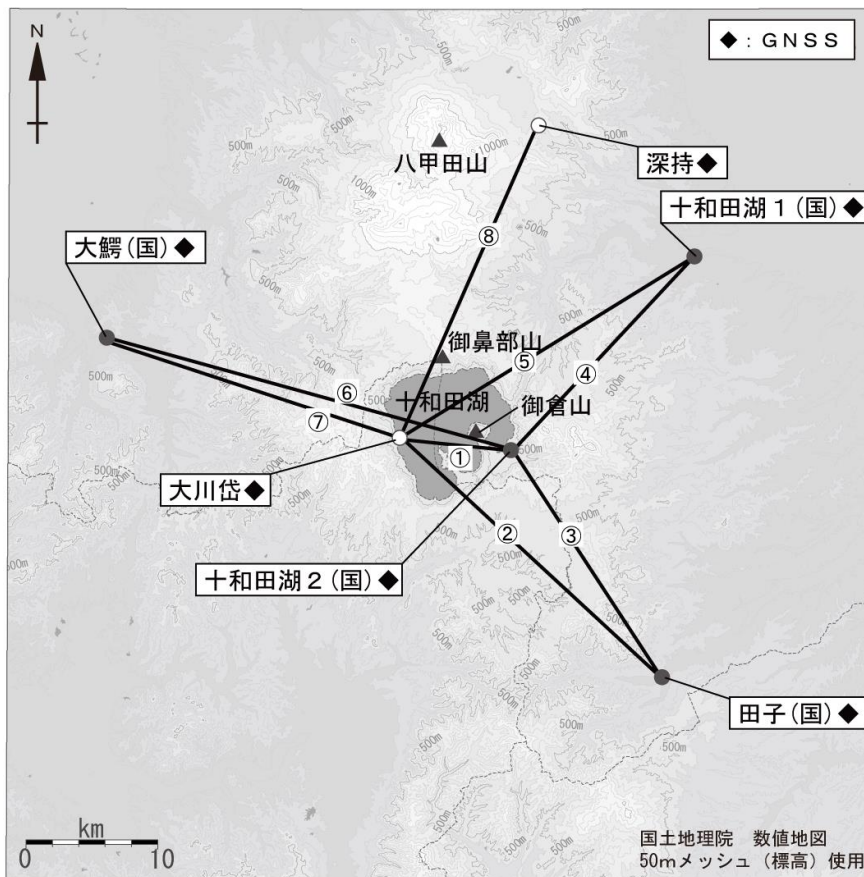 N
◆：GNSS
八甲田山
深持◆
十和田湖１(国)◆
大鰐(国)◆
⑧
御鼻部山
⑤
④
⑥
十和田湖
御倉山
⑦
①
大川岱◆
②
③
十和田湖２(国)◆
田子(国)◆
km
0 10
国土地理院 数値地図
50mメッシュ（標高）使用
500m
1000m